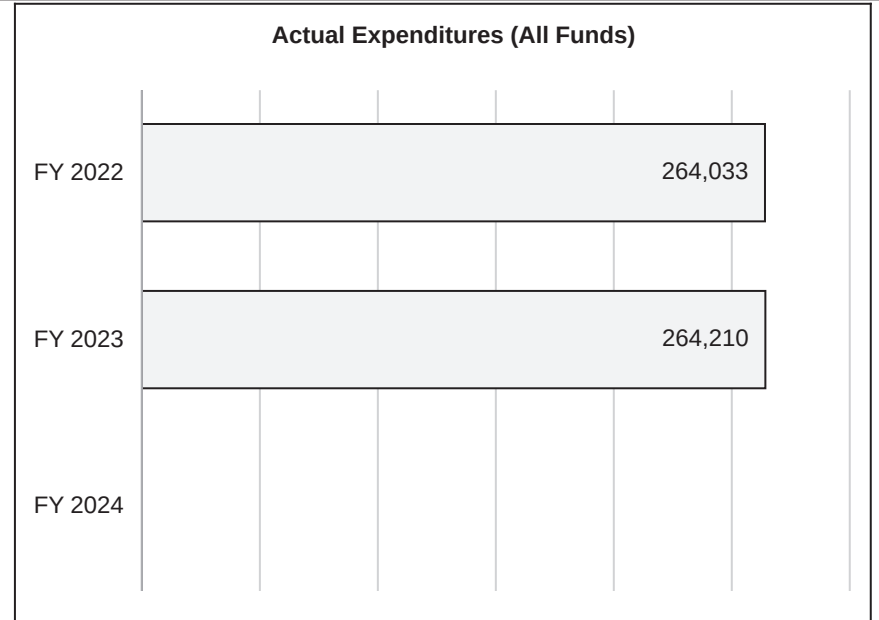 Actual Expenditures (All Funds)
FY 2022
264,033
FY 2023
264,210
FY 2024